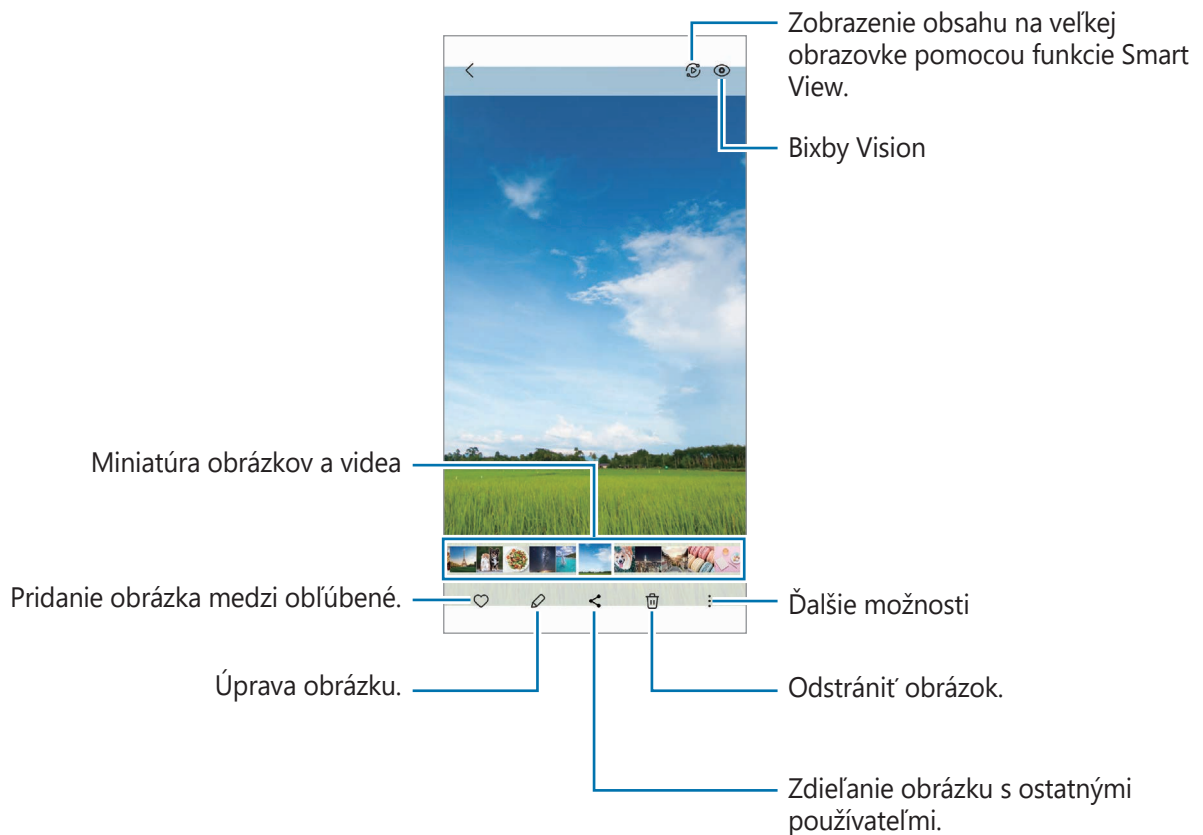 Zobrazenie obsahu na veľkej
obrazovke pomocou funkcie Smart
View.
Bixby Vision
Miniatúra obrázkov a videa
Pridanie obrázka medzi obľúbené.
Ďalšie možnosti
Úprava obrázku.
Odstrániť obrázok.
Zdieľanie obrázku s ostatnými
používateľmi.